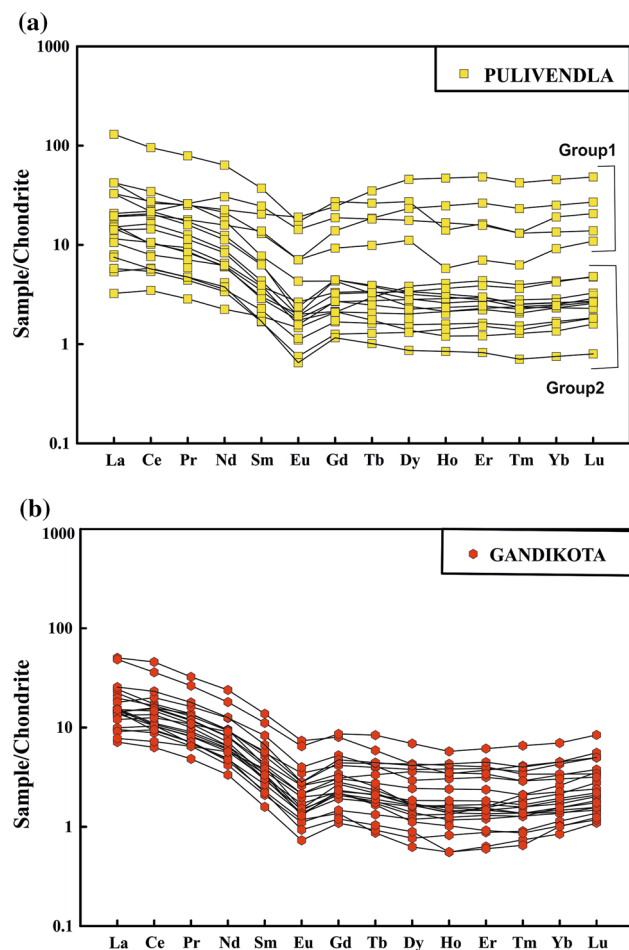 (a)
1000
100
10
1
0.1
Sample/Chondrite
PULIVENDLA
Group1
Group2
La Ce Pr Nd Sm Eu Gd Tb Dy Ho Er Tm Yb Lu
(b)
1000
100
10
1
0.1
Sample/Chondrite
GANDIKOTA
La Ce Pr Nd Sm Eu Gd Tb Dy Ho Er Tm Yb Lu